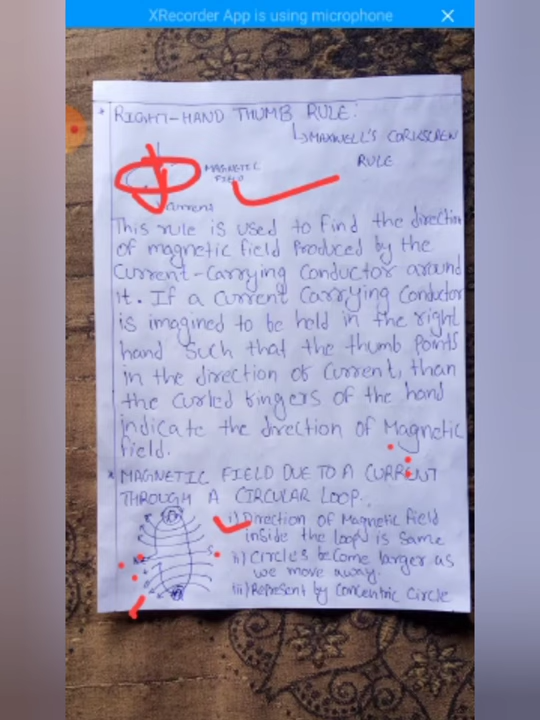 XRecorder App is using microphone
* RIGHT-HAND THUMB RULE:
↳MAXWELL'S CORKSCREW
RULE
MAGNETIC
FIELD
Current
This rule is used to find the direction
of magnetic field Produced by the
Current-Carrying Conductor around
it. If a current Carrying Conductor
is imagined to be held in the right
hand Such that the thumb Points
in the direction of Current, than
the curled fingers of the hand
indicate the direction of Magnetic
field.
* MAGNETIC FIELD DUE TO A CURRENT
THROUGH A CIRCULAR LOOP.
i) Direction of Magnetic field
inside the loop is same
N
S
ii) Circles become larger as
we move away.
iii) Represent by Concentric Circle